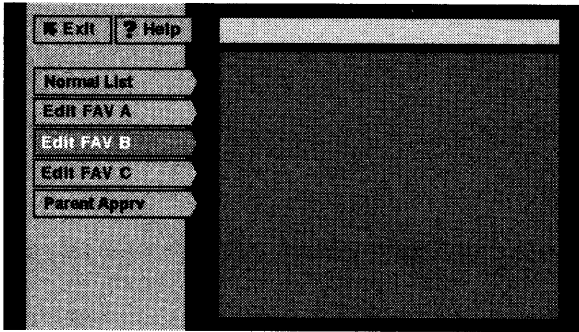 Exit ? Help
Normal List
Edit FAV A
Edit FAV B
Edit FAV C
Parent Apprv